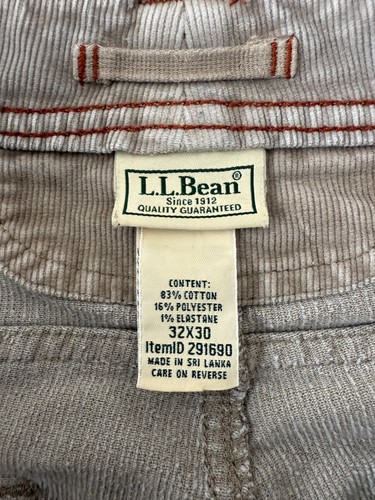 L.L.Bean®
Since 1912
QUALITY GUARANTEED
CONTENT:
83% COTTON
16% POLYESTER
1% ELASTANE
32X30
ItemID 291690
MADE IN SRI LANKA
CARE ON REVERSE